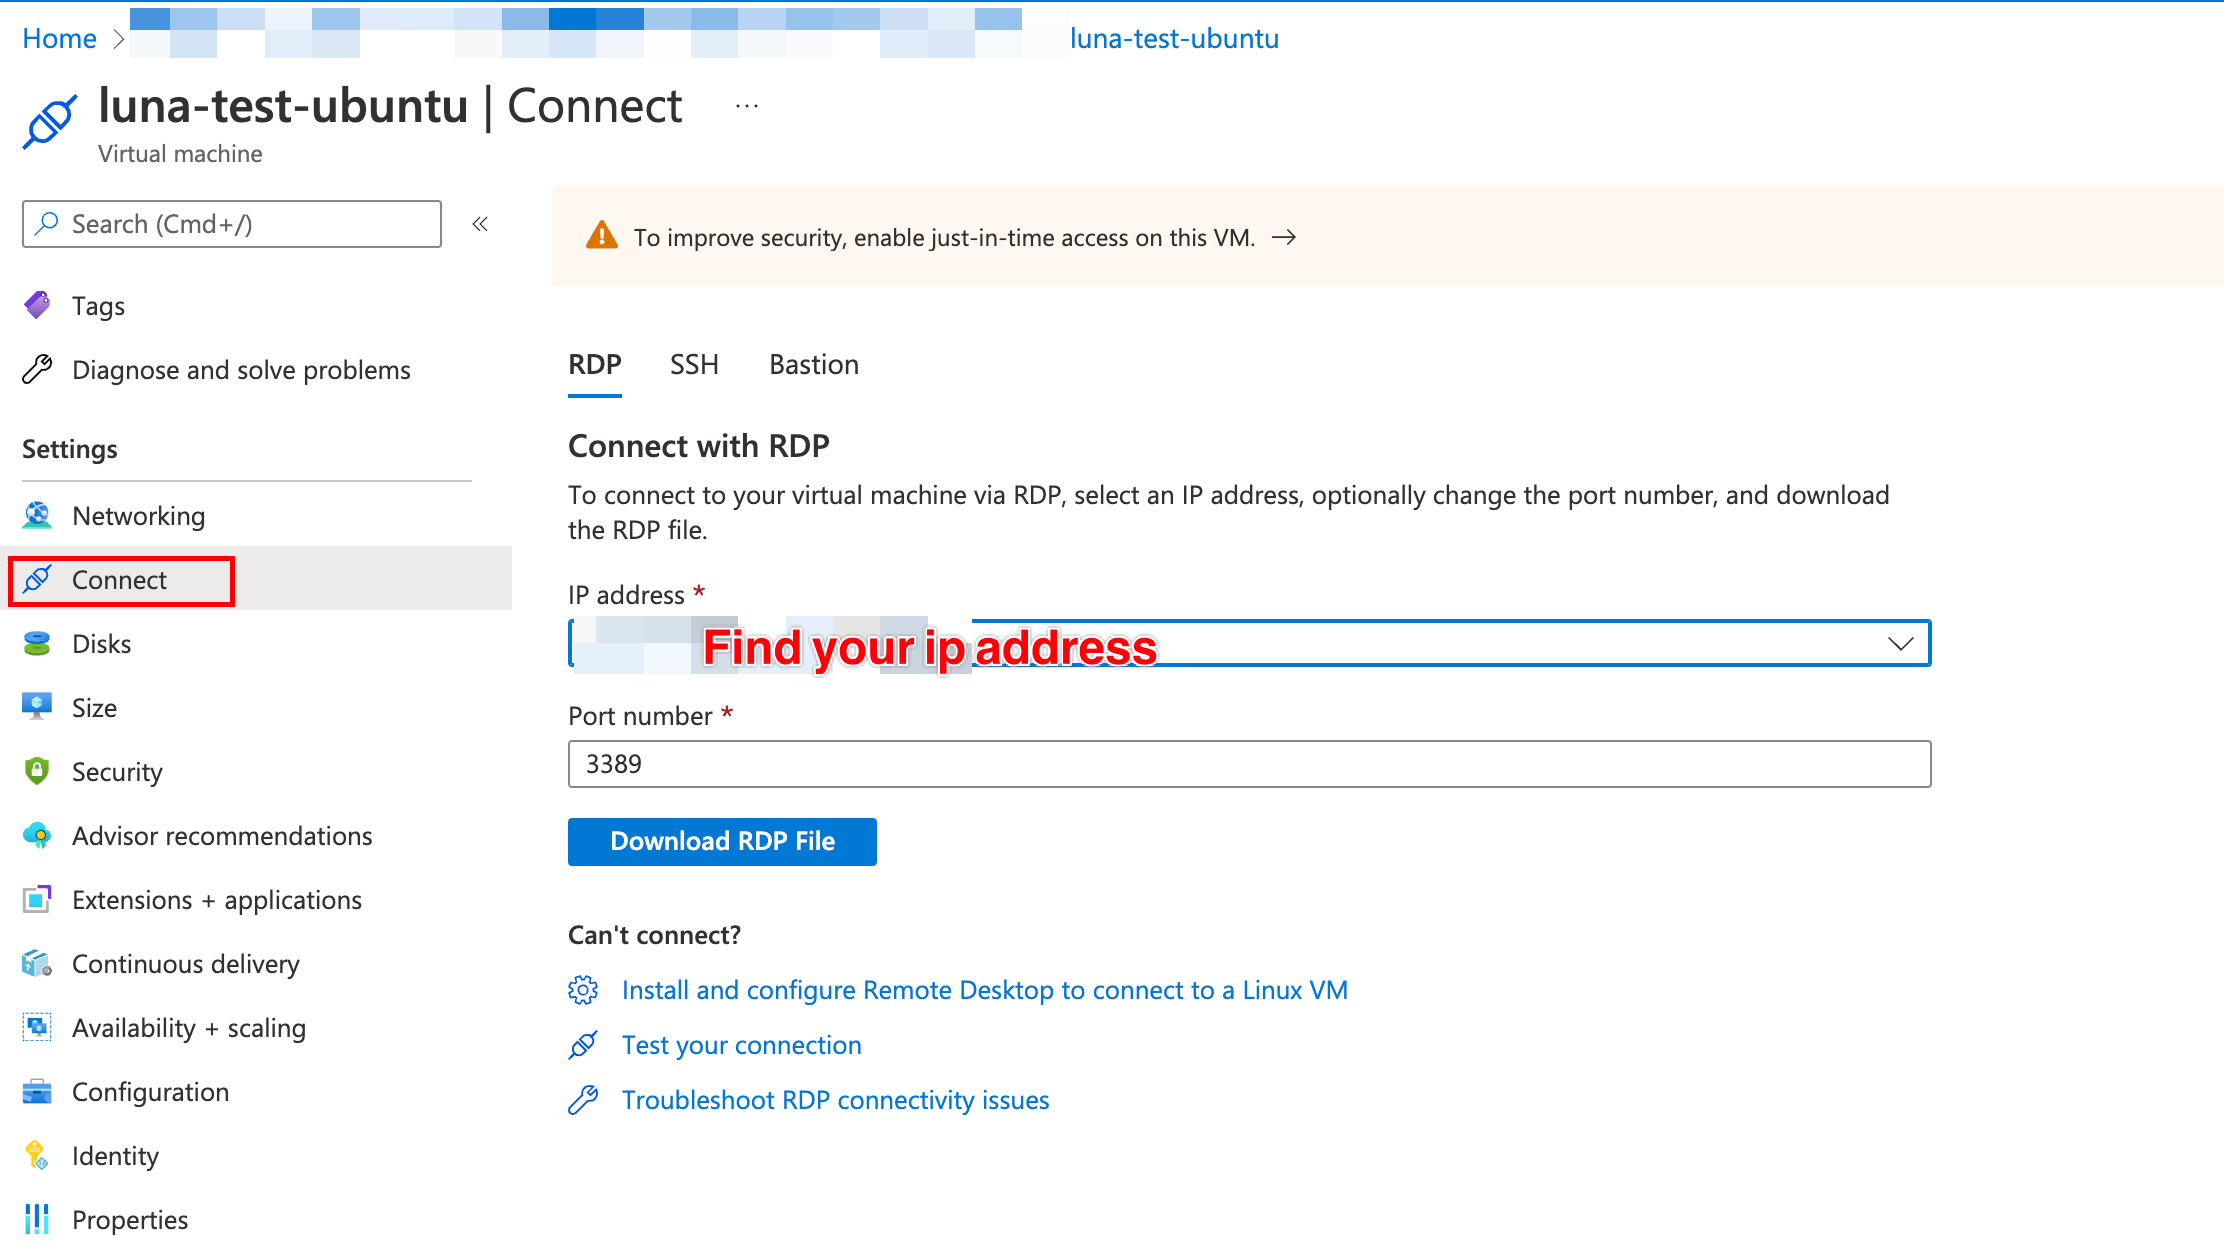 Home > luna-test-ubuntu
luna-test-ubuntu | Connect ...
Virtual machine
Search (Cmd+/) «
To improve security, enable just-in-time access on this VM. →
Tags
Diagnose and solve problems
Settings
Networking
Connect
Disks
Size
Security
Advisor recommendations
Extensions + applications
Continuous delivery
Availability + scaling
Configuration
Identity
Properties
RDP SSH Bastion
Connect with RDP
To connect to your virtual machine via RDP, select an IP address, optionally change the port number, and download
the RDP file.
IP address *
Find your ip address
Port number *
3389
Download RDP File
Can't connect?
Install and configure Remote Desktop to connect to a Linux VM
Test your connection
Troubleshoot RDP connectivity issues